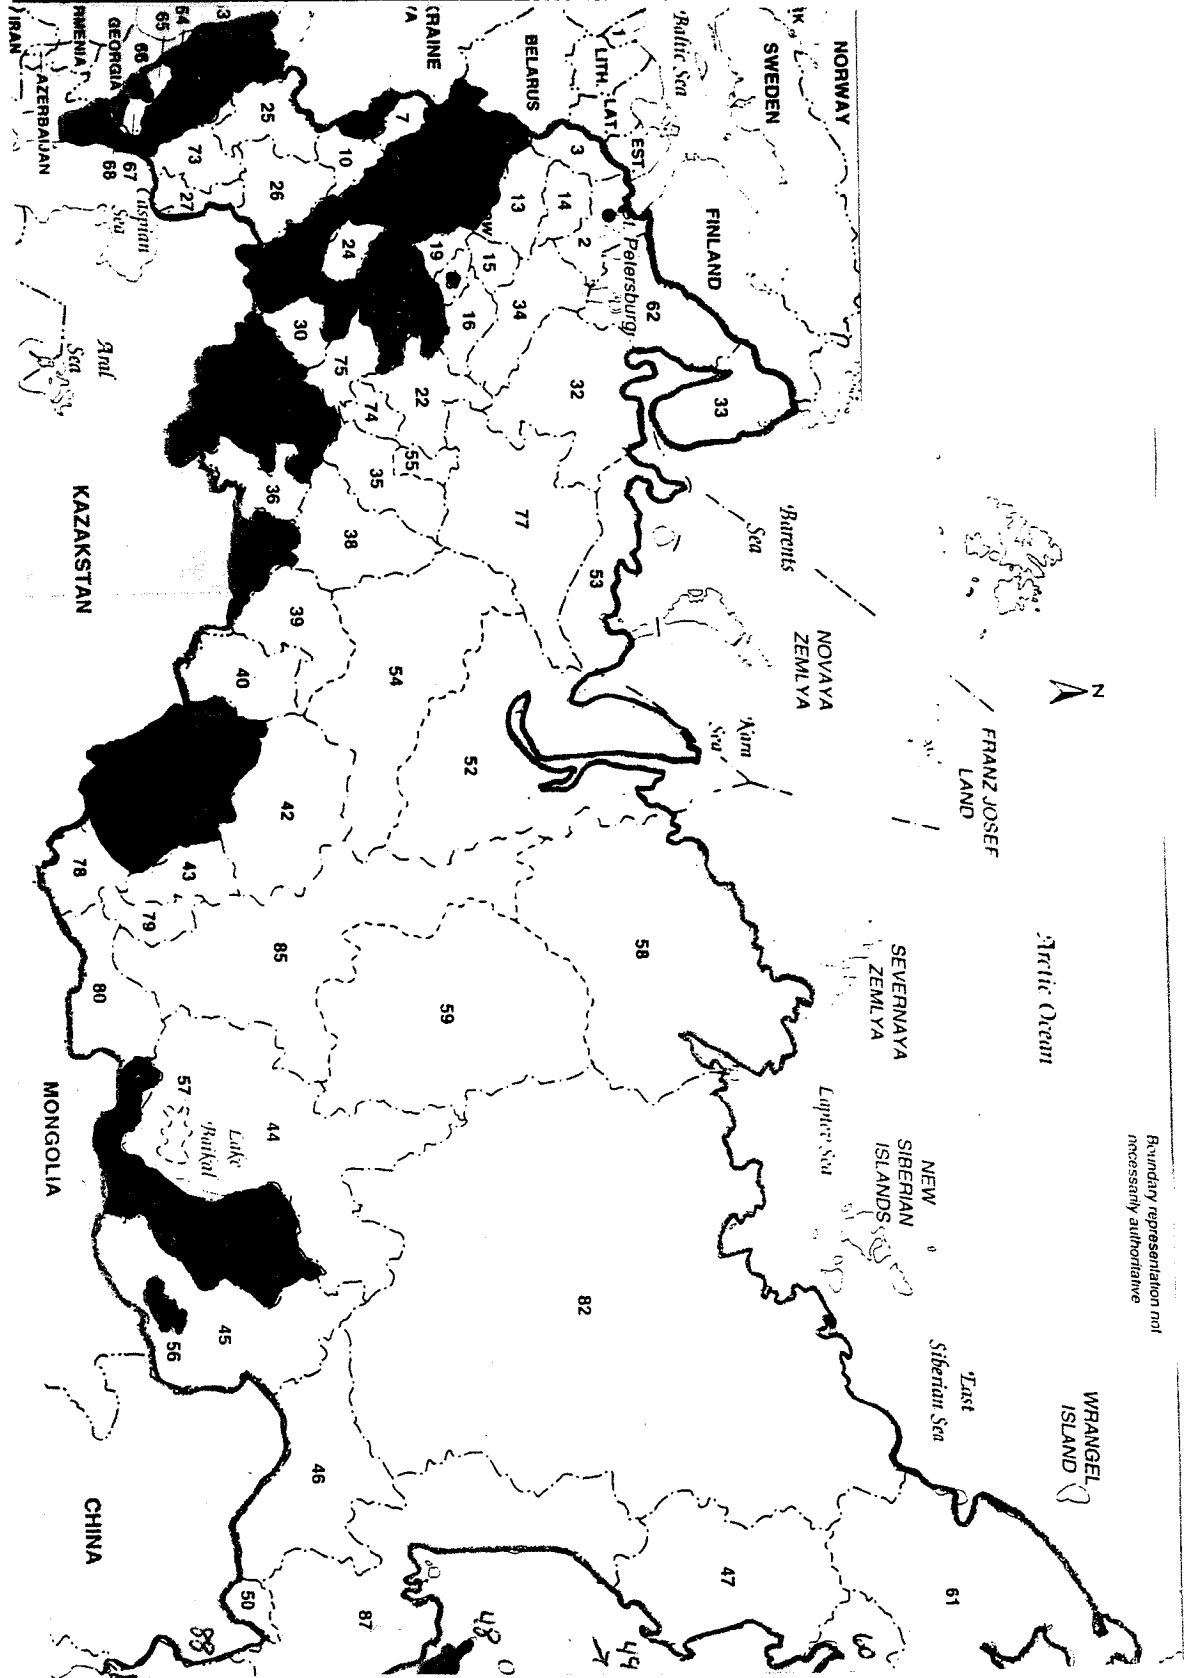 Boundary representation not
necessarily authoritative
Arctic Ocean
N
FRANZ JOSEF
LAND
WRANGEL
ISLAND
NOVAYA
ZEMLYA
SEVERNAYA
ZEMLYA
NEW
SIBERIAN
ISLANDS
East
Siberian Sea
Laptev Sea
Kara
Sea
Barents
Sea
NORWAY
SWEDEN
FINLAND
Baltic Sea
EST.
LAT.
LITH.
BELARUS
St. Petersburg
62
33
3
14
2
13
34
32
15
16
19
77
53
7
10
24
22
75
74
55
35
30
38
36
25
26
73
27
67
68
66
65
64
GEORGIA
AZERBAIJAN
IRAN
Caspian
Sea
Aral
Sea
KAZAKSTAN
39
40
54
52
42
43
78
79
80
85
58
59
57
44
Lake
Baikal
82
45
56
46
47
61
50
87
48
49
60
88
MONGOLIA
CHINA